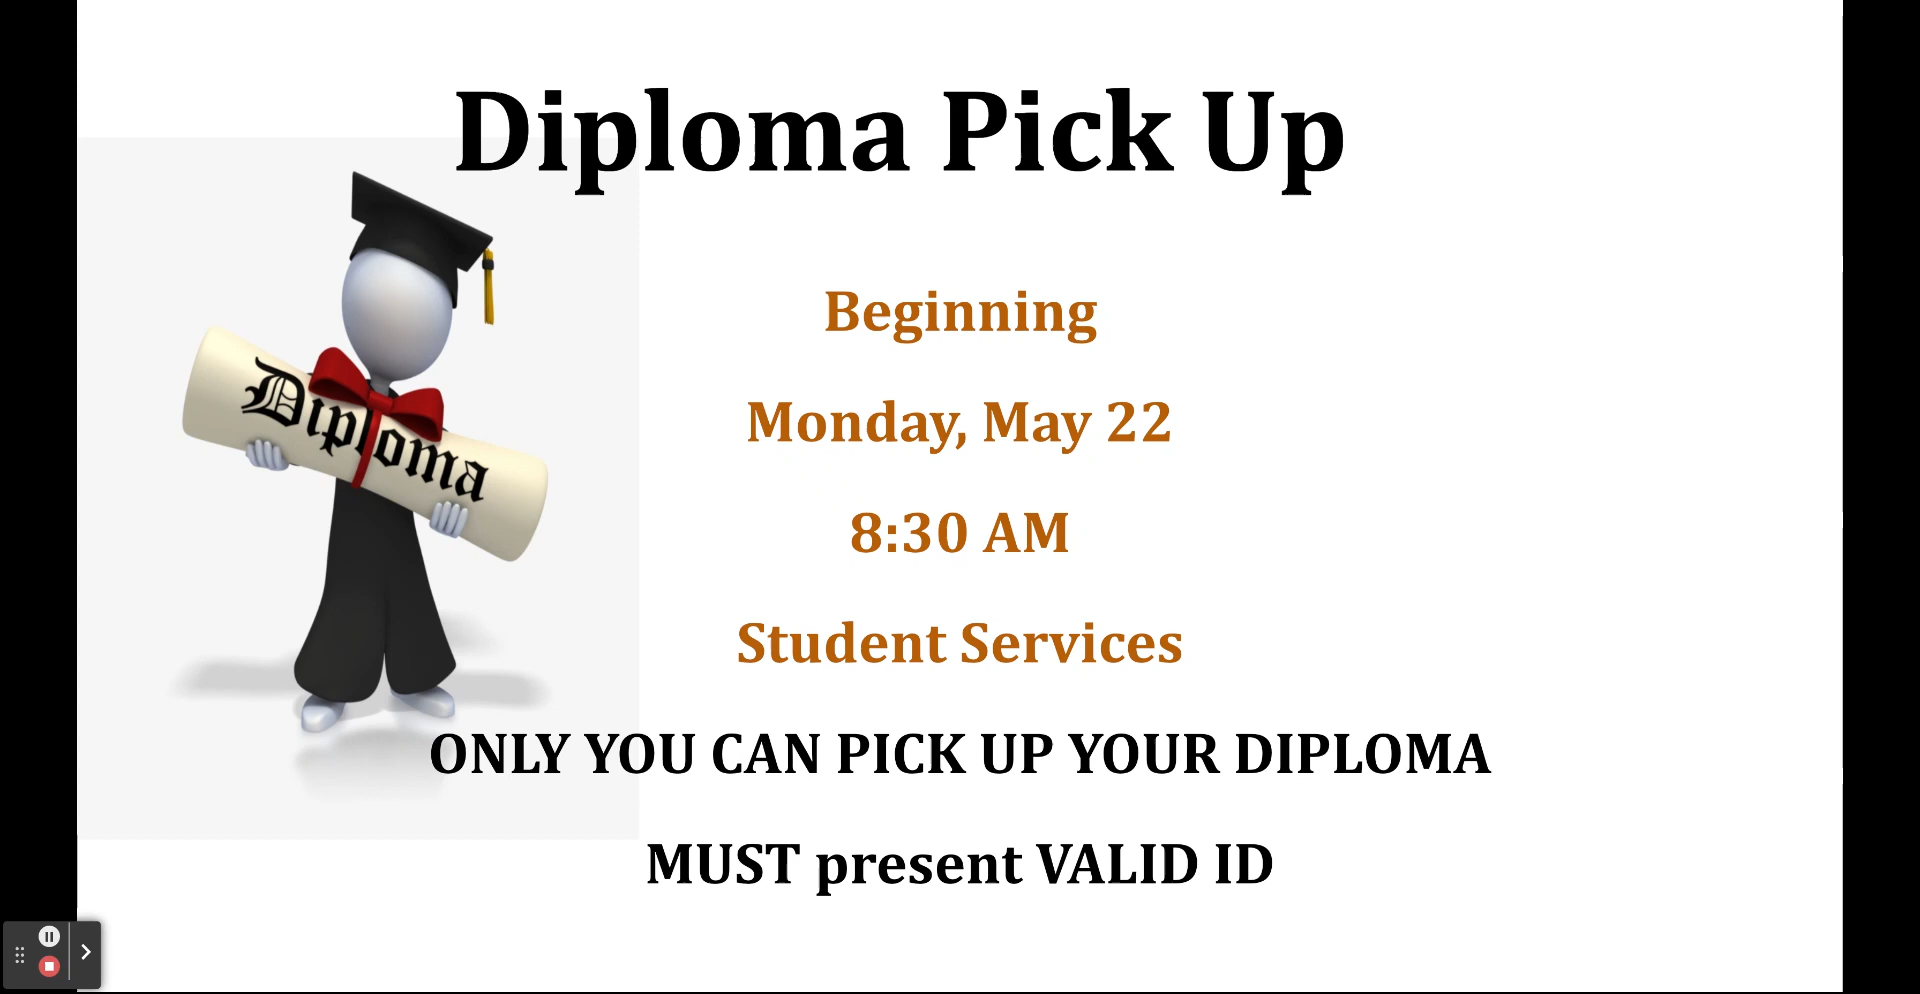 Diploma Pick Up
Diploma
Beginning
Monday, May 22
8:30 AM
Student Services
ONLY YOU CAN PICK UP YOUR DIPLOMA
MUST present VALID ID